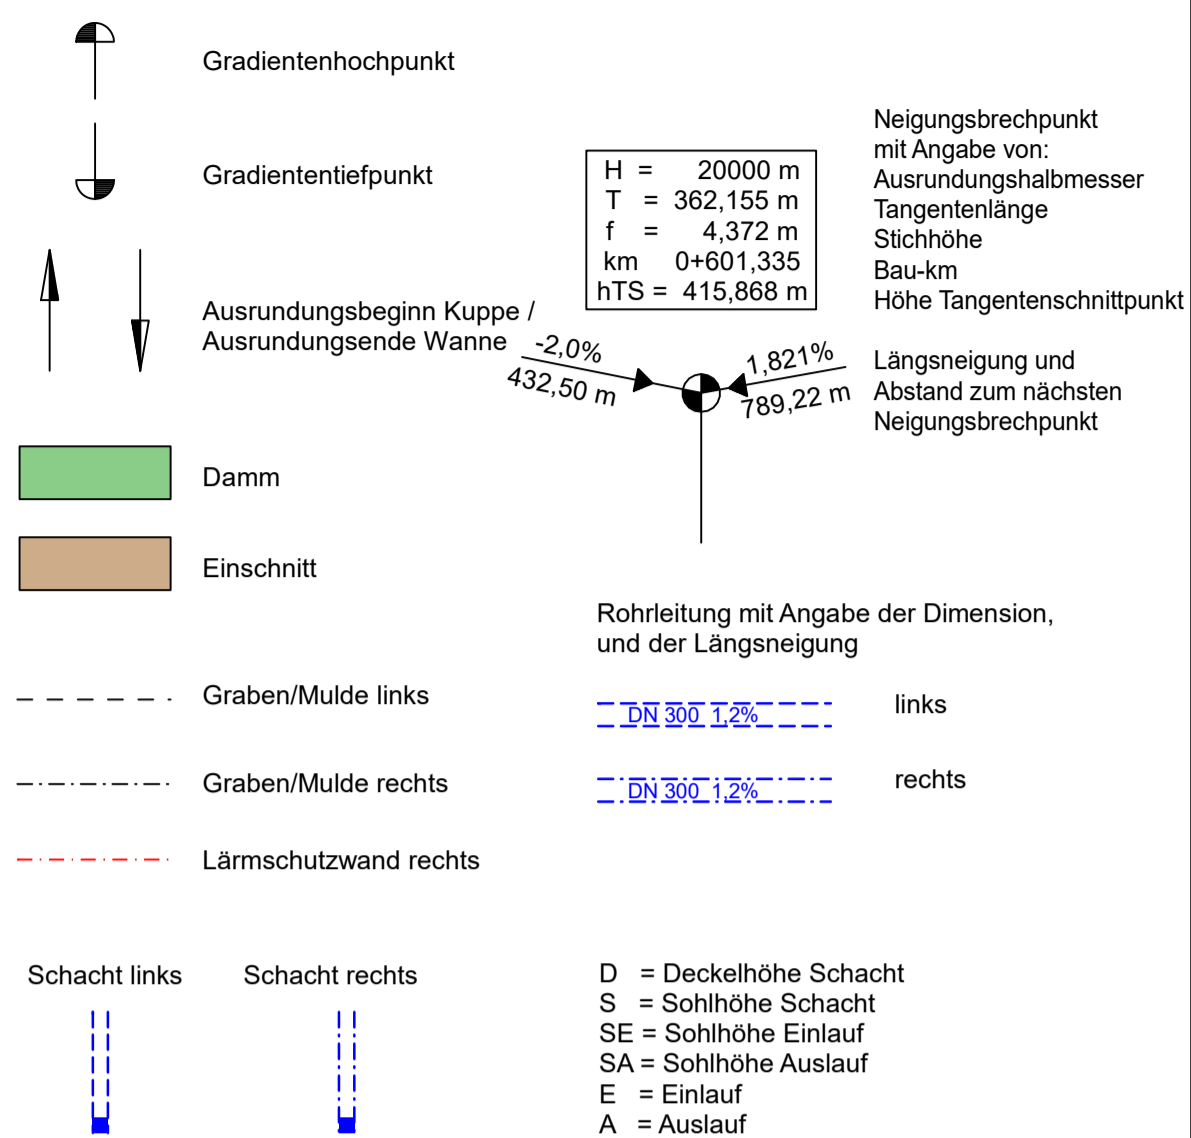 Gradientenhochpunkt
Gradiententiefpunkt
Ausrundungsbeginn Kuppe /
Ausrundungsende Wanne
Damm
Einschnitt
Graben/Mulde links
Graben/Mulde rechts
Lärmschutzwand rechts
Schacht links
Schacht rechts
H = 20000 m
T = 362,155 m
f = 4,372 m
km 0+601,335
hTS = 415,868 m
-2,0%
432,50 m
1,821%
789,22 m
Neigungsbrechpunkt
mit Angabe von:
Ausrundungshalbmesser
Tangentenlänge
Stichhöhe
Bau-km
Höhe Tangentenschnittpunkt
Längsneigung und
Abstand zum nächsten
Neigungsbrechpunkt
Rohrleitung mit Angabe der Dimension,
und der Längsneigung
DN 300 1,2%
links
DN 300 1,2%
rechts
D = Deckelhöhe Schacht
S = Sohlhöhe Schacht
SE = Sohlhöhe Einlauf
SA = Sohlhöhe Auslauf
E = Einlauf
A = Auslauf